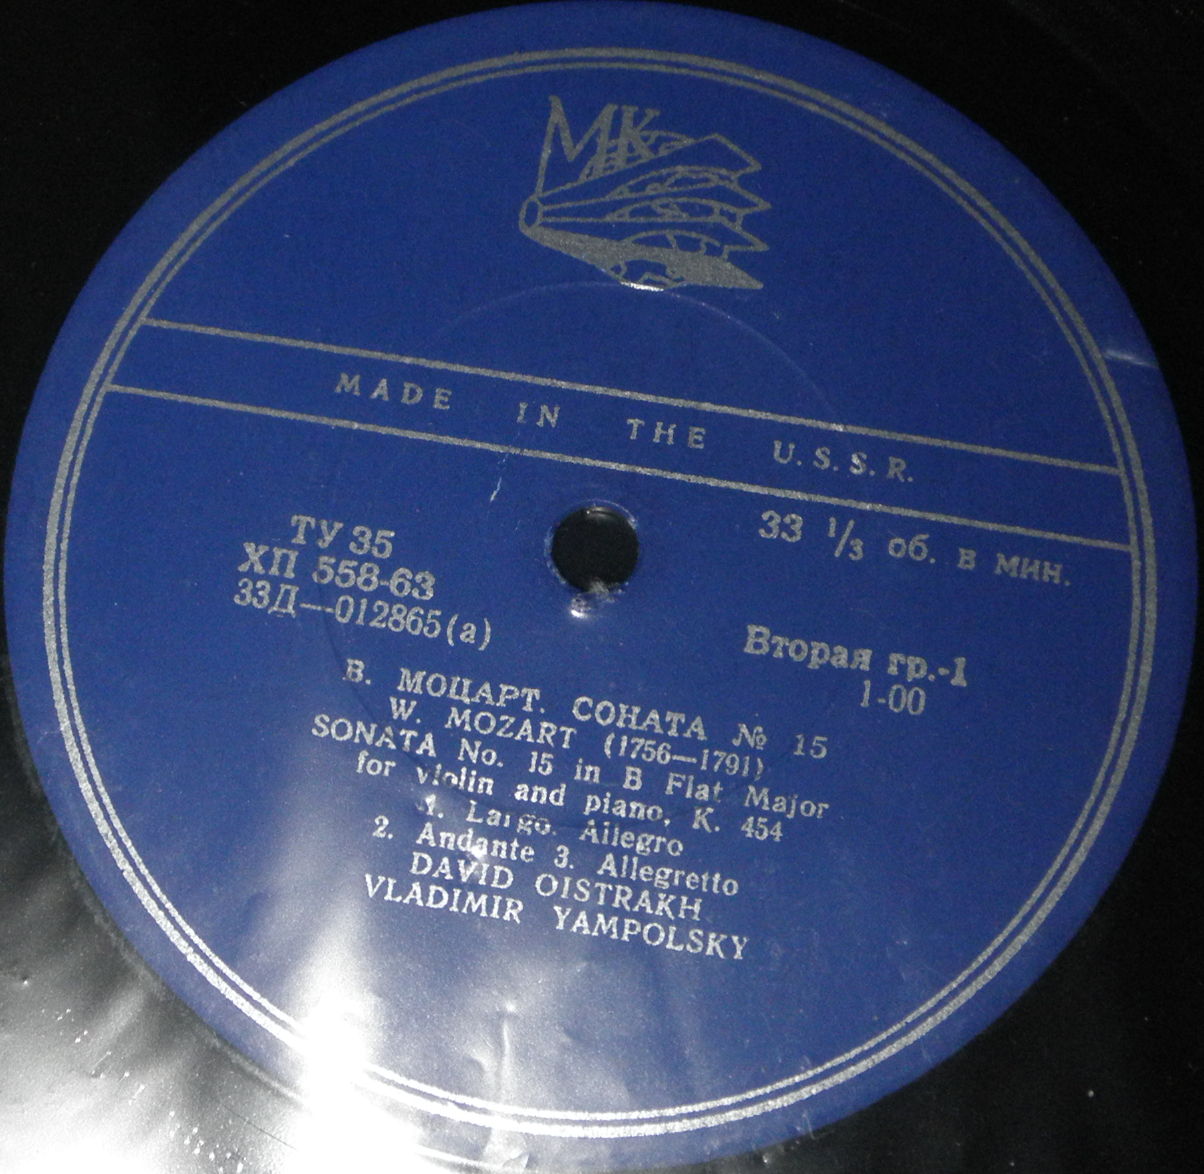 МК
MADE IN THE U.S.S.R.
33 1/3 об. в мин.
ТУ 35
ХП 558-63
33Д—012865(а)
Вторая гр.-1
1-00
В. МОЦАРТ. СОНАТА № 15
W. MOZART (1756—1791)
SONATA No. 15 in B Flat Major
for violin and piano, K. 454
1. Largo. Allegro
2. Andante 3. Allegretto
DAVID OISTRAKH
VLADIMIR YAMPOLSKY